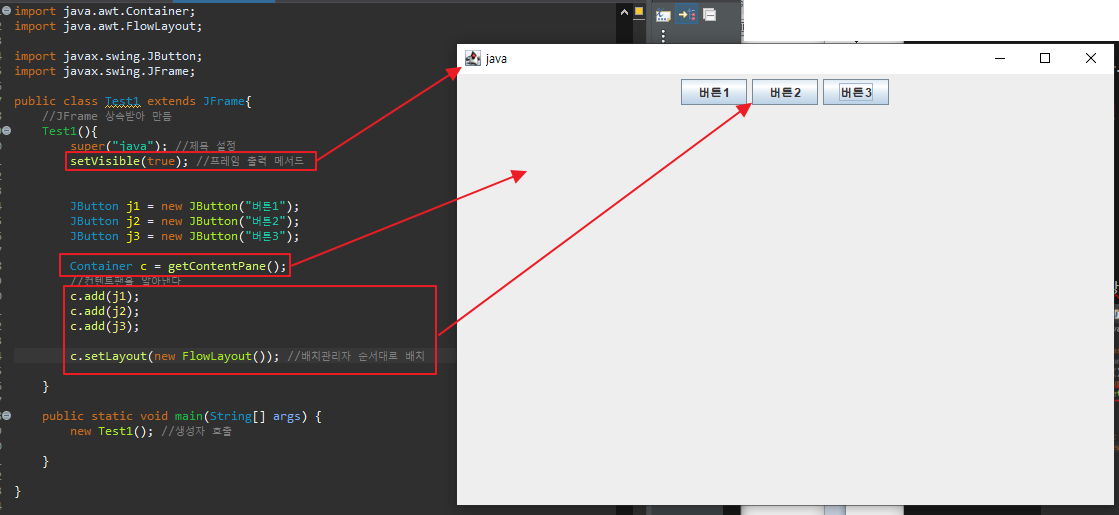 import java.awt.Container;
import java.awt.FlowLayout;
import javax.swing.JButton;
import javax.swing.JFrame;
public class Test1 extends JFrame{
//JFrame 상속받아 만듬
Test1(){
super("java"); //제목 설정
setVisible(true); //프레임 출력 메서드
JButton j1 = new JButton("버튼1");
JButton j2 = new JButton("버튼2");
JButton j3 = new JButton("버튼3");
Container c = getContentPane();
//컨텐트팬을 알아낸다
c.add(j1);
c.add(j2);
c.add(j3);
c.setLayout(new FlowLayout()); //배치관리자 순서대로 배치
}
public static void main(String[] args) {
new Test1(); //생성자 호출
}
}
java
버튼1
버튼2
버튼3